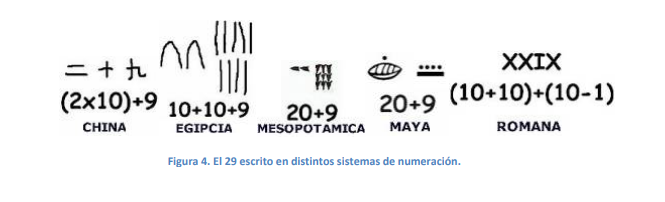 二十九
(2x10)+9
CHINA
10+10+9
EGIPCIA
20+9
MESOPOTAMICA
20+9
MAYA
XXIX
(10+10)+(10-1)
ROMANA
Figura 4. El 29 escrito en distintos sistemas de numeración.